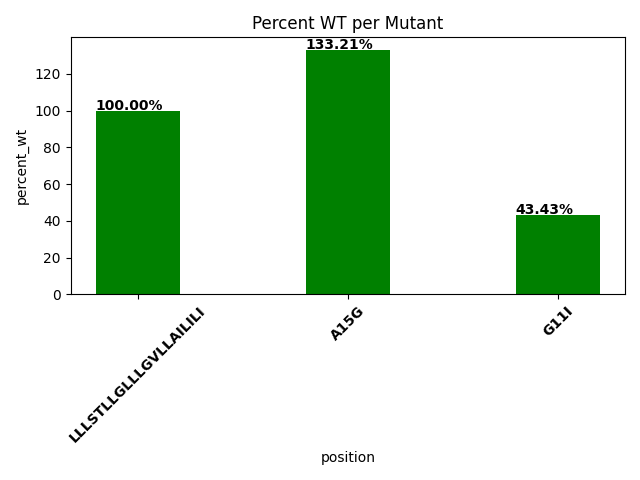 Percent WT per Mutant
133.21%
100.00%
43.43%
percent_wt
120
100
80
60
40
20
0
LLLSTLLGLLLGVLLAILILI
A15G
G11I
position